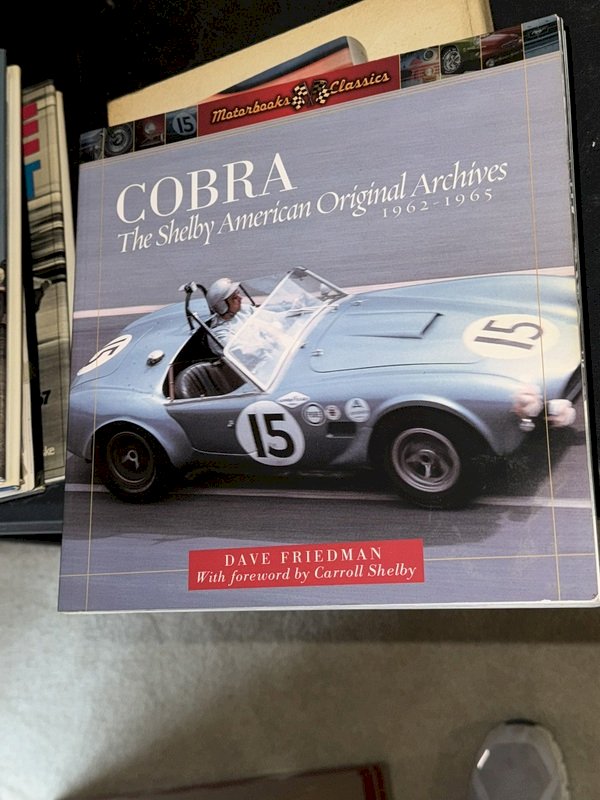 Motorbooks Classics
15
COBRA
The Shelby American Original Archives
1962-1965
15
15
15
DAVE FRIEDMAN
With foreword by Carroll Shelby